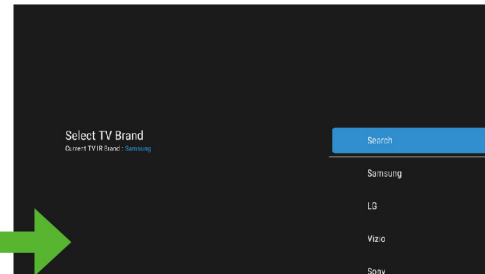 Select TV Brand
Current TV IR Brand : Samsung
Search
Samsung
LG
Vizio
Sony